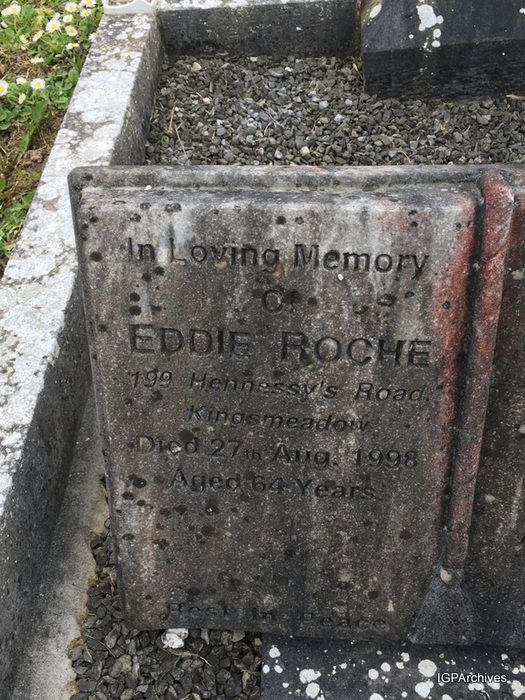 In Loving Memory
Of
EDDIE ROCHE
199 Hennessy's Road,
Kingsmeadow
Died 27th Aug. 1998
Aged 64 Years.
Rest In Peace
IGPArchives